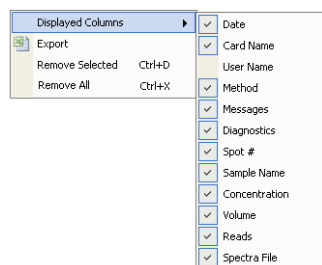 Displayed Columns
Export
Remove Selected Ctrl+D
Remove All Ctrl+X
Date
Card Name
User Name
Method
Messages
Diagnostics
Spot #
Sample Name
Concentration
Volume
Reads
Spectra File